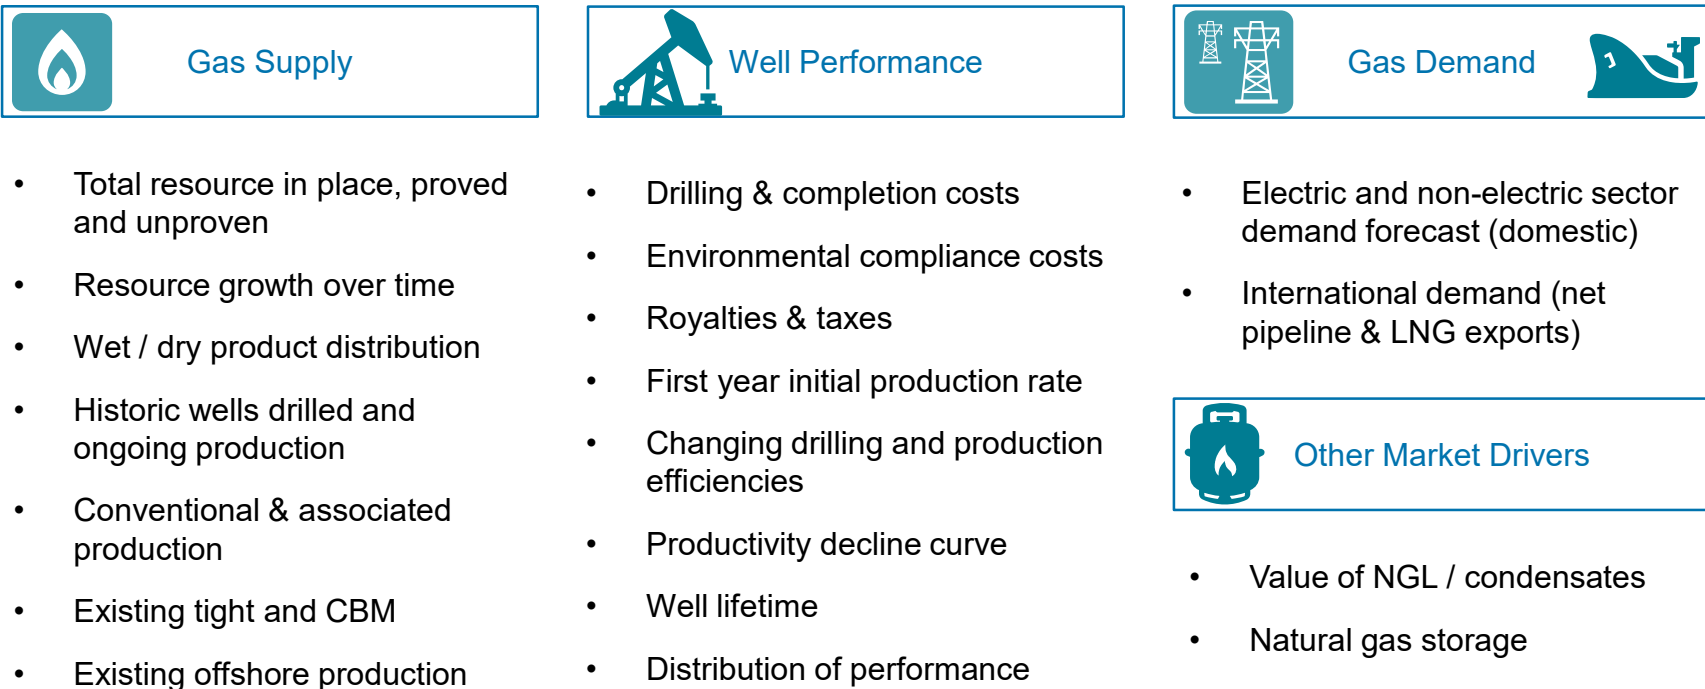 Gas Supply
• Total resource in place, proved
and unproven
• Resource growth over time
• Wet / dry product distribution
• Historic wells drilled and
ongoing production
• Conventional & associated
production
• Existing tight and CBM
• Existing offshore production
Well Performance
• Drilling & completion costs
• Environmental compliance costs
• Royalties & taxes
• First year initial production rate
• Changing drilling and production
efficiencies
• Productivity decline curve
• Well lifetime
• Distribution of performance
Gas Demand
• Electric and non-electric sector
demand forecast (domestic)
• International demand (net
pipeline & LNG exports)
Other Market Drivers
• Value of NGL / condensates
• Natural gas storage